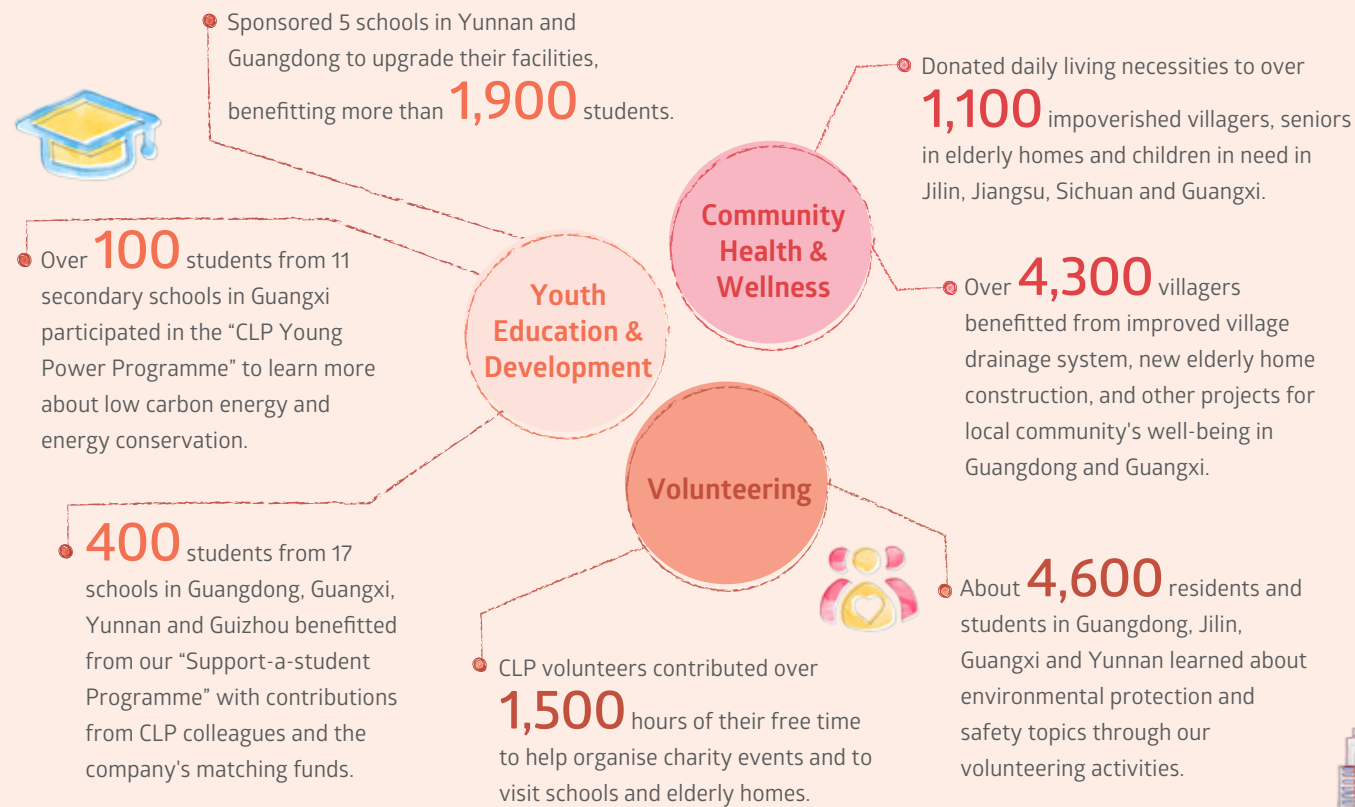 Sponsored 5 schools in Yunnan and
Guangdong to upgrade their facilities,
benefitting more than 1,900 students.
Over 100 students from 11
secondary schools in Guangxi
participated in the “CLP Young
Power Programme” to learn more
about low carbon energy and
energy conservation.
400 students from 17
schools in Guangdong, Guangxi,
Yunnan and Guizhou benefitted
from our “Support-a-student
Programme” with contributions
from CLP colleagues and the
company's matching funds.
Youth
Education &
Development
Community
Health &
Wellness
Donated daily living necessities to over
1,100 impoverished villagers, seniors
in elderly homes and children in need in
Jilin, Jiangsu, Sichuan and Guangxi.
Over 4,300 villagers
benefitted from improved village
drainage system, new elderly home
construction, and other projects for
local community's well-being in
Guangdong and Guangxi.
Volunteering
CLP volunteers contributed over
1,500 hours of their free time
to help organise charity events and to
visit schools and elderly homes.
About 4,600 residents and
students in Guangdong, Jilin,
Guangxi and Yunnan learned about
environmental protection and
safety topics through our
volunteering activities.